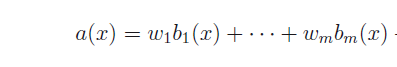 a(x) = w₁b₁(x) + · · · + wₘbₘ(x)